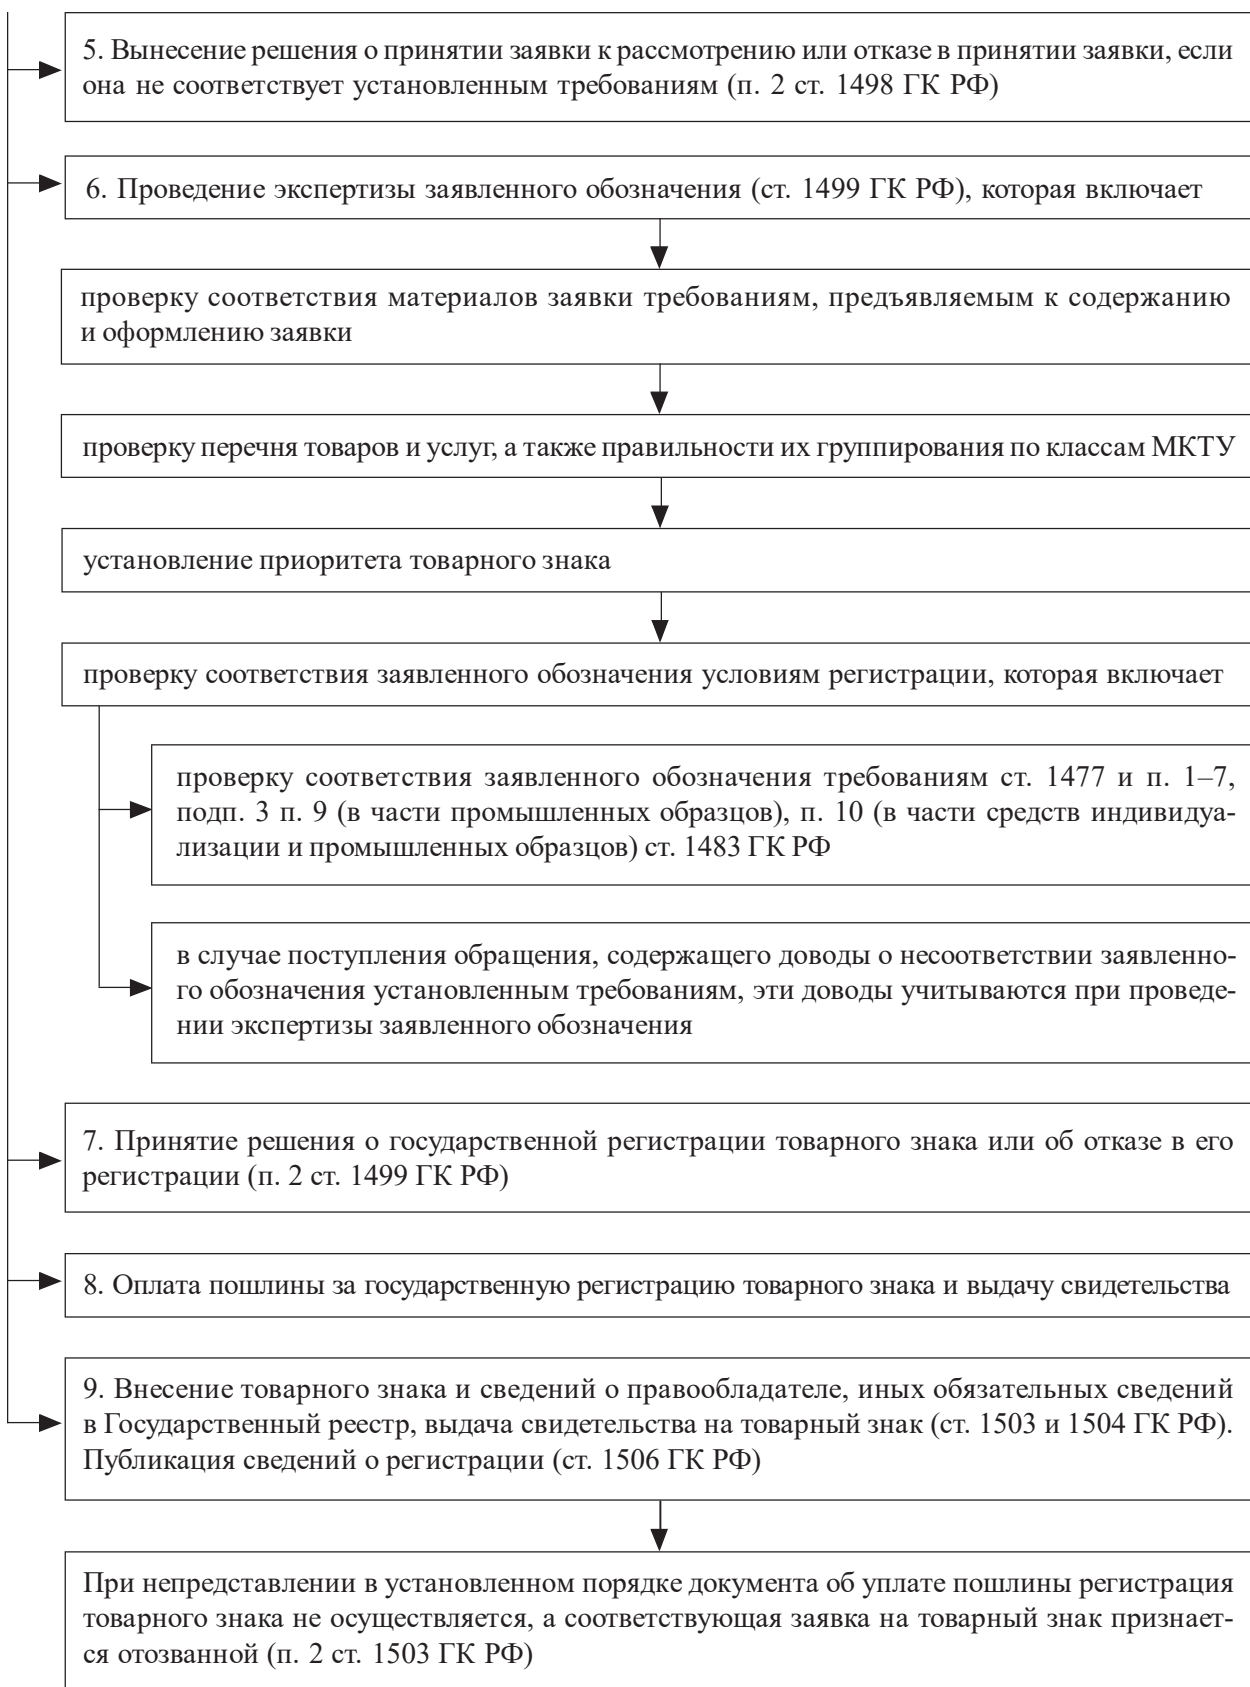 5. Вынесение решения о принятии заявки к рассмотрению или отказе в принятии заявки, если
она не соответствует установленным требованиям (п. 2 ст. 1498 ГК РФ)
6. Проведение экспертизы заявленного обозначения (ст. 1499 ГК РФ), которая включает
проверку соответствия материалов заявки требованиям, предъявляемым к содержанию
и оформлению заявки
проверку перечня товаров и услуг, а также правильности их группирования по классам МКТУ
установление приоритета товарного знака
проверку соответствия заявленного обозначения условиям регистрации, которая включает
проверку соответствия заявленного обозначения требованиям ст. 1477 и п. 1–7,
подп. 3 п. 9 (в части промышленных образцов), п. 10 (в части средств индивидуа-
лизации и промышленных образцов) ст. 1483 ГК РФ
в случае поступления обращения, содержащего доводы о несоответствии заявленно-
го обозначения установленным требованиям, эти доводы учитываются при проведе-
нии экспертизы заявленного обозначения
7. Принятие решения о государственной регистрации товарного знака или об отказе в его
регистрации (п. 2 ст. 1499 ГК РФ)
8. Оплата пошлины за государственную регистрацию товарного знака и выдачу свидетельства
9. Внесение товарного знака и сведений о правообладателе, иных обязательных сведений
в Государственный реестр, выдача свидетельства на товарный знак (ст. 1503 и 1504 ГК РФ).
Публикация сведений о регистрации (ст. 1506 ГК РФ)
При непредставлении в установленном порядке документа об уплате пошлины регистрация
товарного знака не осуществляется, а соответствующая заявка на товарный знак признает-
ся отозванной (п. 2 ст. 1503 ГК РФ)